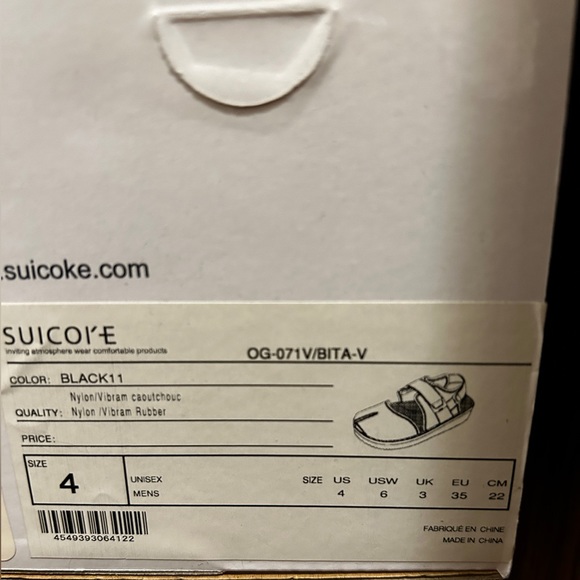 .suicoke.com
SUICOKE
inviting atmosphere wear comfortable products
OG-071V/BITA-V
COLOR: BLACK11
Nylon/Vibram caoutchouc
QUALITY: Nylon /Vibram Rubber
PRICE:
SIZE 4 UNISEX MENS
SIZE US USW UK EU CM
4 6 3 35 22
4549393064122
FABRIQUÉ EN CHINE
MADE IN CHINA